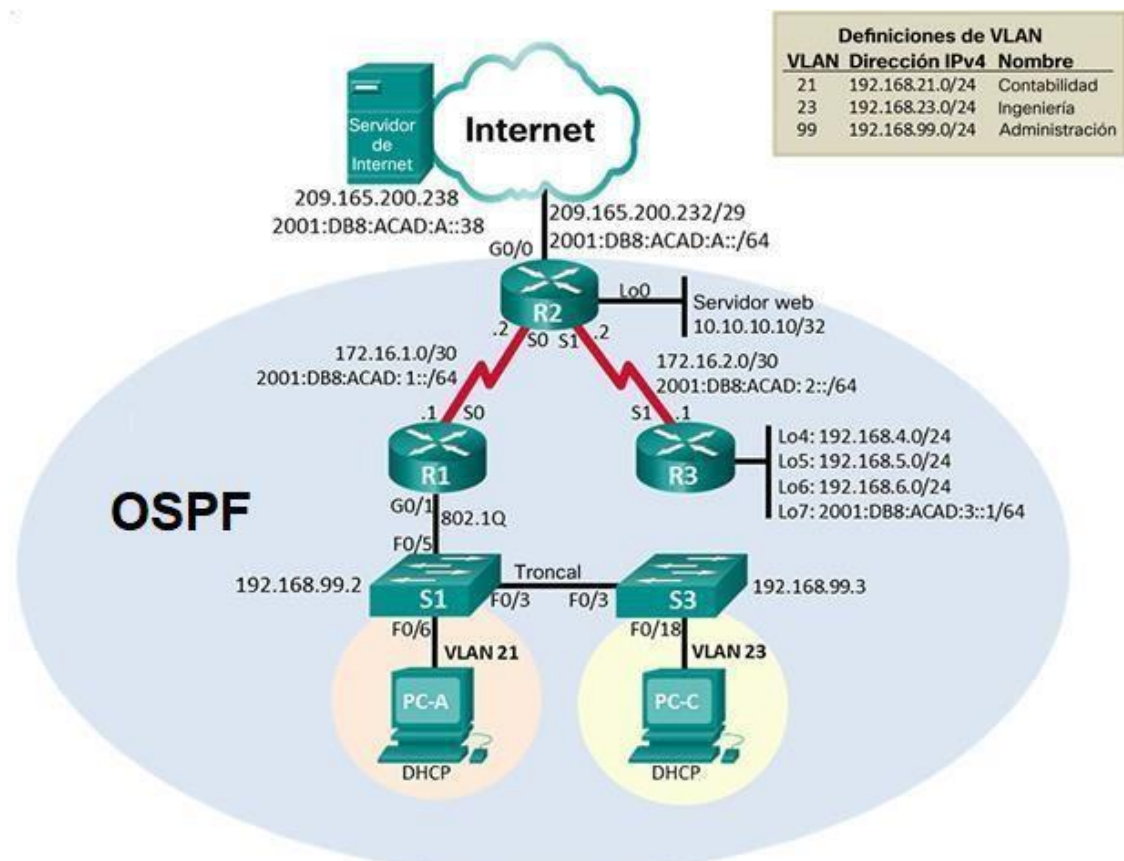 Definiciones de VLAN
VLAN Dirección IPv4 Nombre
21 192.168.21.0/24 Contabilidad
23 192.168.23.0/24 Ingeniería
99 192.168.99.0/24 Administración
Servidor
de
Internet
Internet
209.165.200.238
2001:DB8:ACAD:A::38
209.165.200.232/29
2001:DB8:ACAD:A::/64
G0/0
R2
Lo0
Servidor web
10.10.10.10/32
.2
S0
S1
.2
172.16.1.0/30
2001:DB8:ACAD: 1::/64
172.16.2.0/30
2001:DB8:ACAD: 2::/64
.1
S0
S1
.1
R1
R3
Lo4: 192.168.4.0/24
Lo5: 192.168.5.0/24
Lo6: 192.168.6.0/24
Lo7: 2001:DB8:ACAD:3::1/64
OSPF
G0/1
802.1Q
F0/5
Troncal
192.168.99.2
S1
F0/3
F0/3
S3
192.168.99.3
F0/6
F0/18
VLAN 21
VLAN 23
PC-A
PC-C
DHCP
DHCP